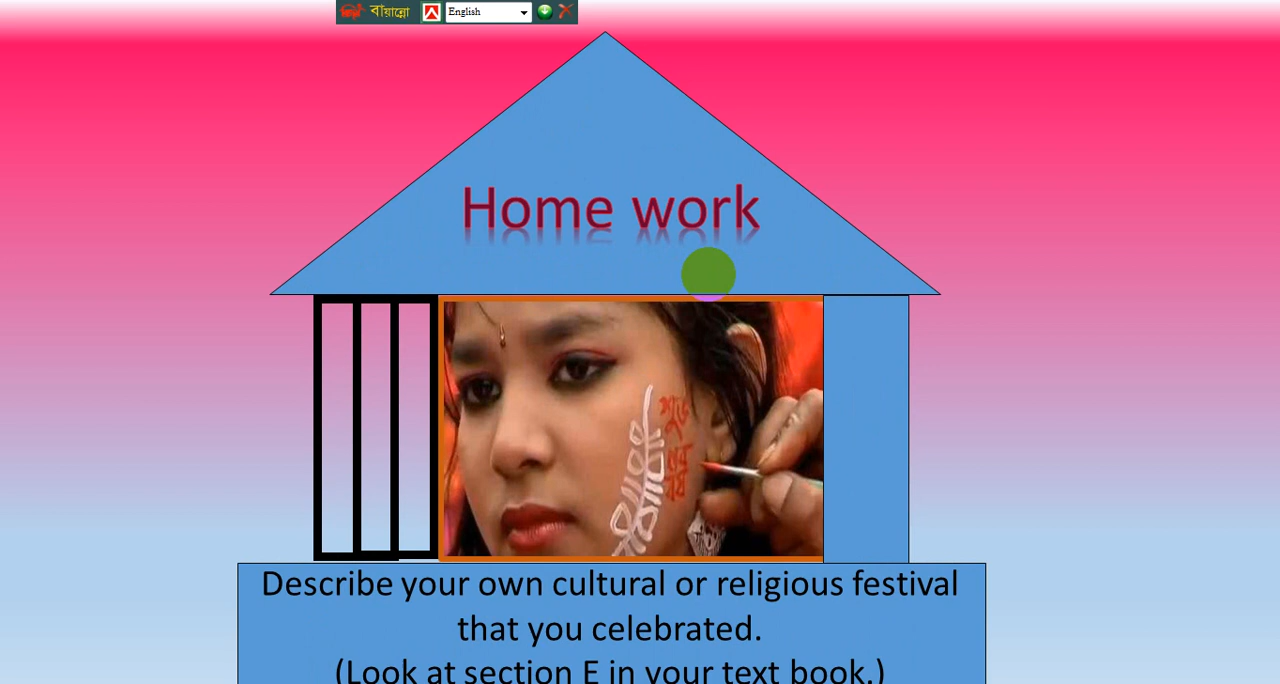 বায়ান্নো
English
Home work
শুভ নববর্ষ
Describe your own cultural or religious festival
that you celebrated.
(Look at section E in your text book.)